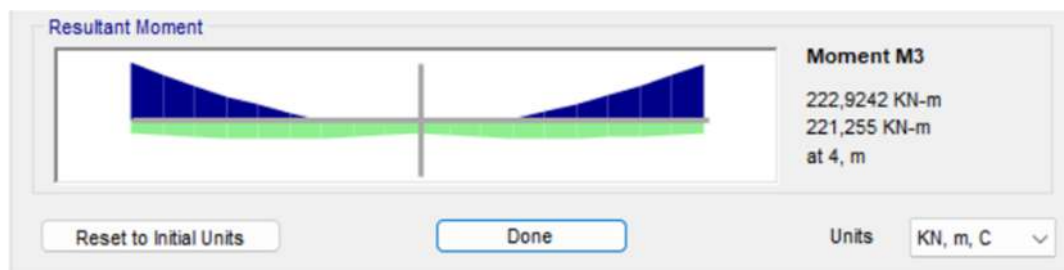 Resultant Moment
Moment M3
222,9242 KN-m
221,255 KN-m
at 4, m
Reset to Initial Units
Done
Units
KN, m, C